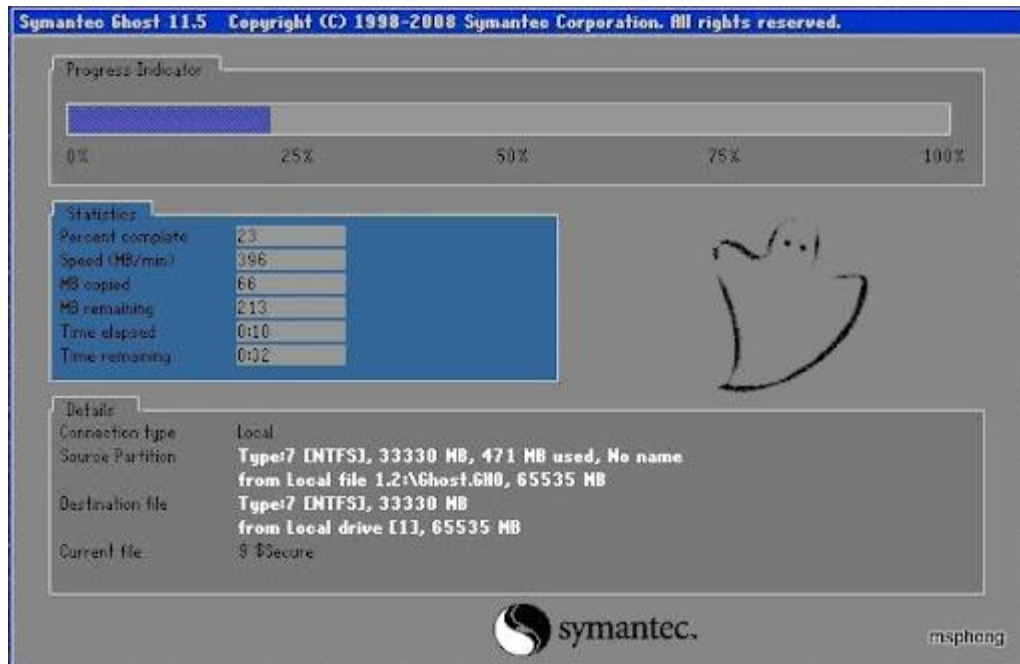 Symantec Ghost 11.5 Copyright (C) 1998-2008 Symantec Corporation. All rights reserved.
Progress Indicator
0% 25% 50% 75% 100%
Statistics
Percent complete 23
Speed (MB/min) 396
MB copied 66
MB remaining 213
Time elapsed 0:10
Time remaining 0:32
Details
Connection type Local
Source Partition Type:7 [NTFS], 33330 MB, 471 MB used, No name
from Local file 1.2:\Ghost.GHO, 65535 MB
Destination file Type:7 [NTFS], 33330 MB
from Local drive [1], 65535 MB
Current file 9 $Secure
symantec.
msphong